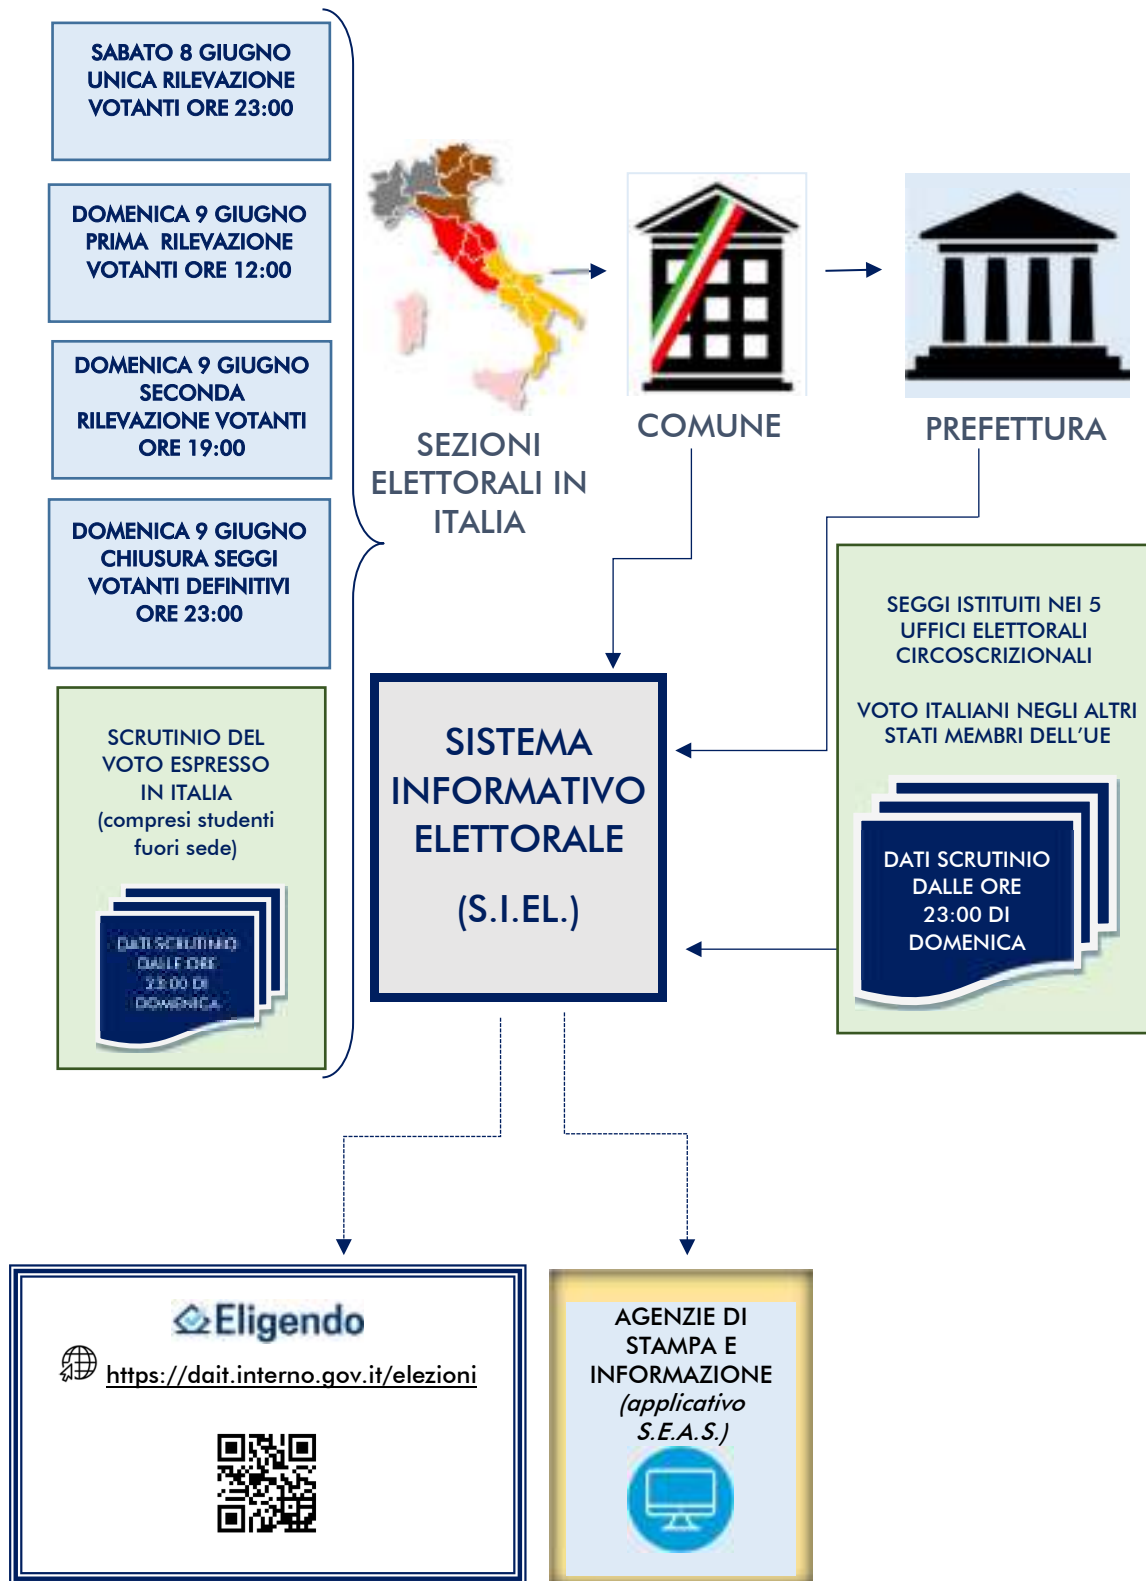 SABATO 8 GIUGNO
UNICA RILEVAZIONE
VOTANTI ORE 23:00
DOMENICA 9 GIUGNO
PRIMA RILEVAZIONE
VOTANTI ORE 12:00
DOMENICA 9 GIUGNO
SECONDA
RILEVAZIONE VOTANTI
ORE 19:00
DOMENICA 9 GIUGNO
CHIUSURA SEGGI
VOTANTI DEFINITIVI
ORE 23:00
SCRUTINIO DEL
VOTO ESPRESSO
IN ITALIA
(compresi studenti
fuori sede)
DATI SCRUTINIO
DALLE ORE
23:00 DI
DOMENICA
SEZIONI
ELETTORALI IN
ITALIA
COMUNE
PREFETTURA
SISTEMA
INFORMATIVO
ELETTORALE
(S.I.EL.)
SEGGI ISTITUITI NEI 5
UFFICI ELETTORALI
CIRCOSCRIZIONALI
VOTO ITALIANI NEGLI ALTRI
STATI MEMBRI DELL'UE
DATI SCRUTINIO
DALLE ORE
23:00 DI
DOMENICA
Eligendo
https://dait.interno.gov.it/elezioni
AGENZIE DI
STAMPA E
INFORMAZIONE
(applicativo
S.E.A.S.)